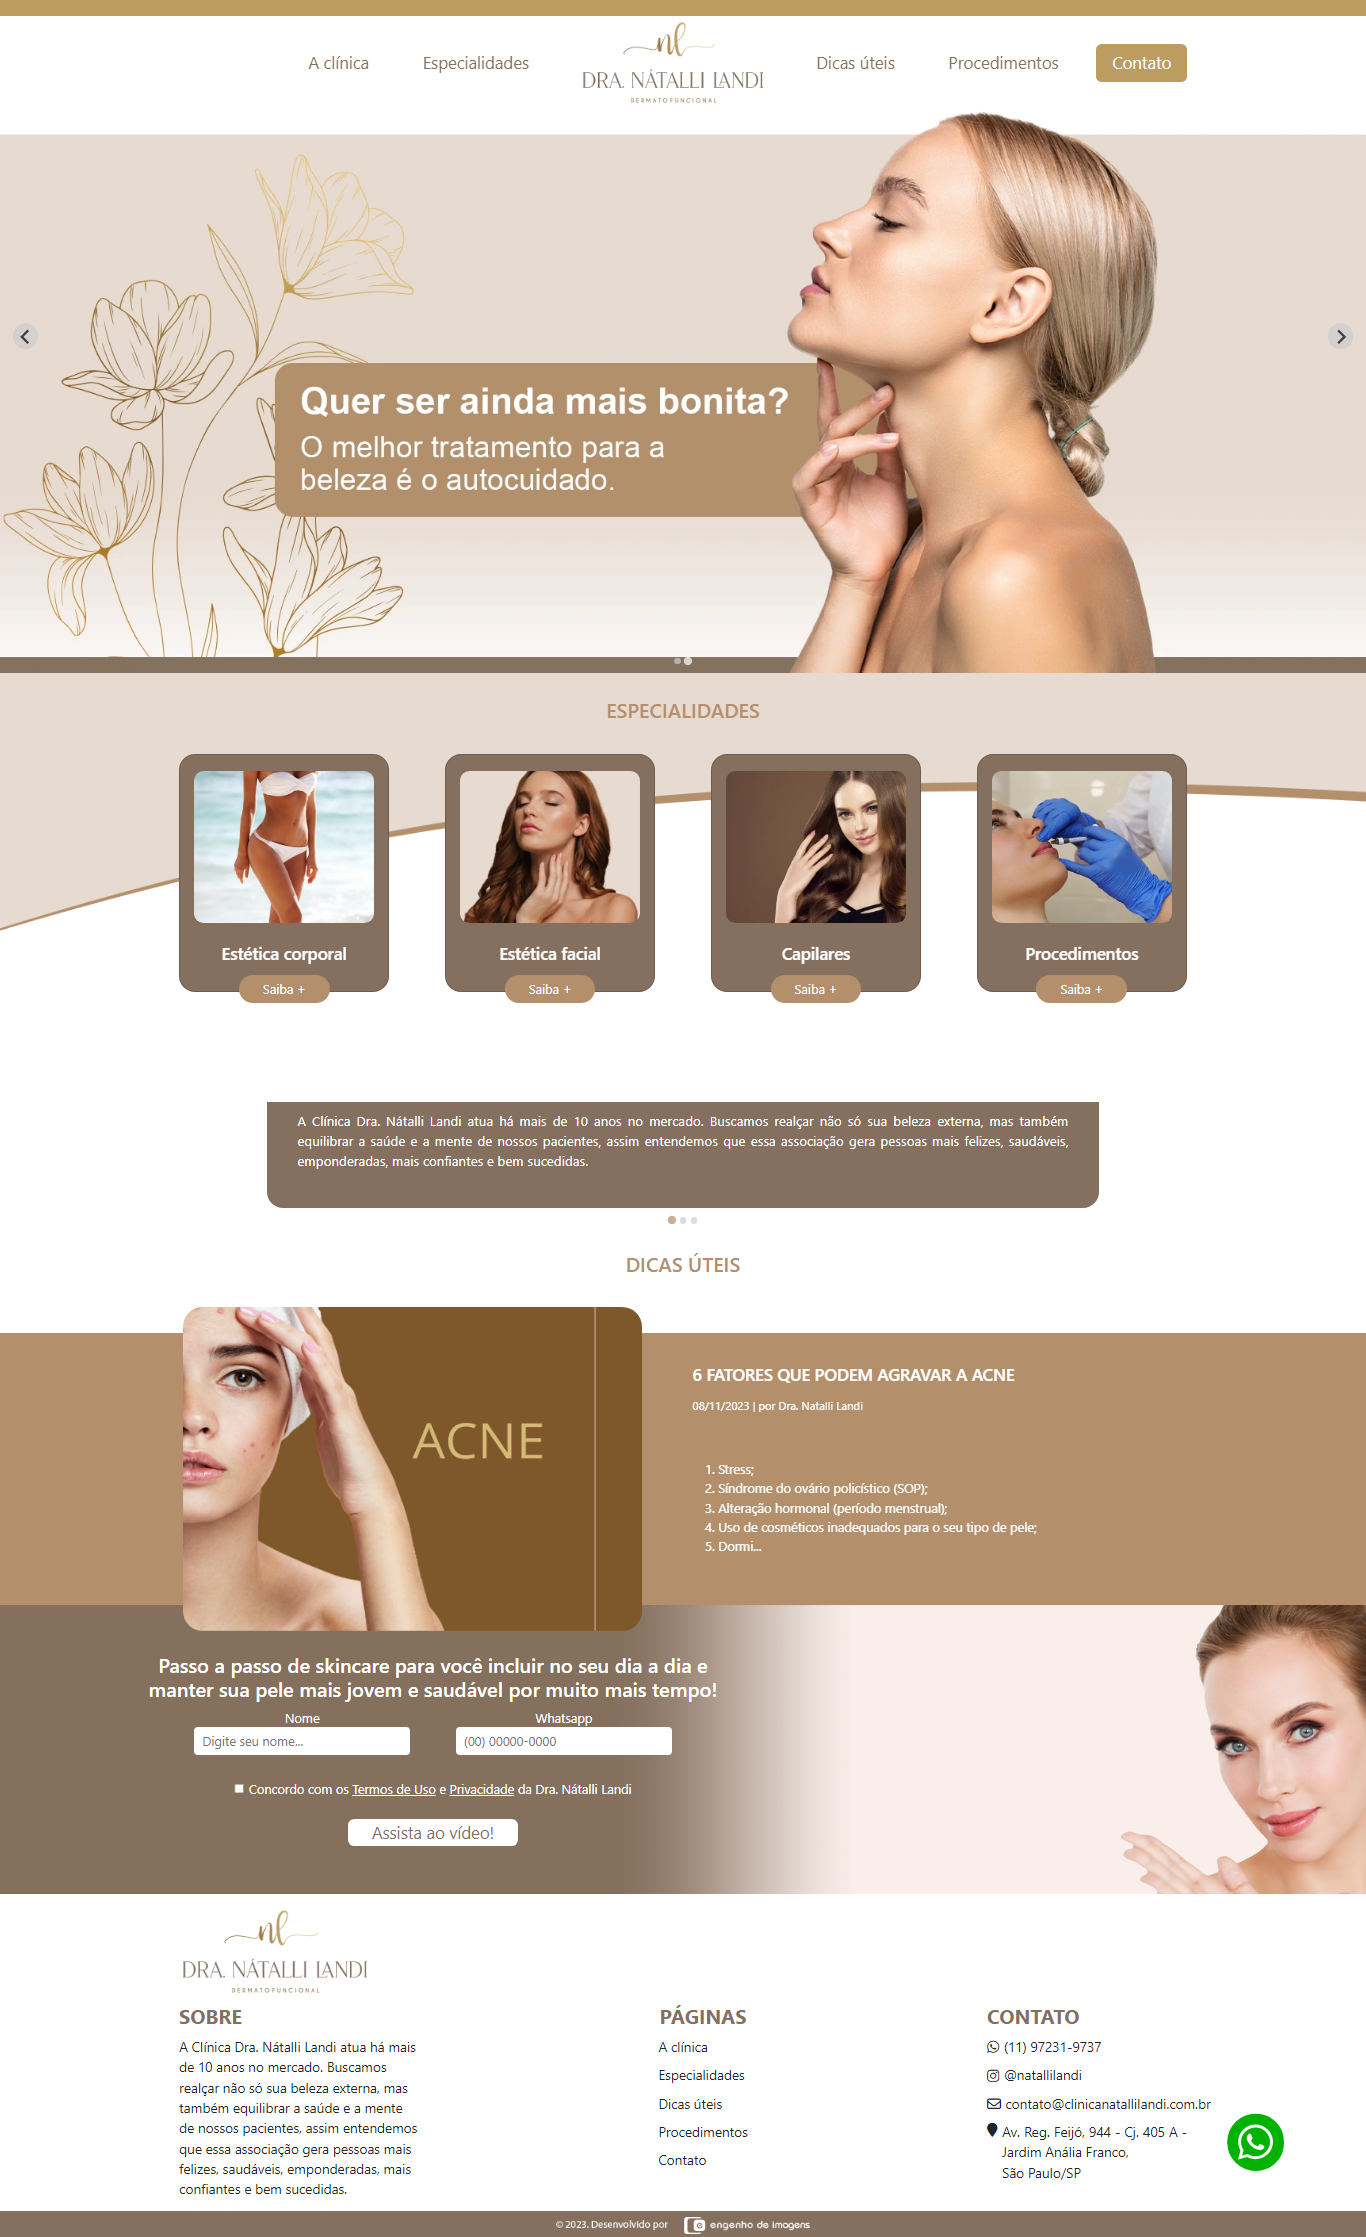 A clínica
Especialidades
nl
DRA. NÁTALLI LANDI
DERMATOFUNCIONAL
Dicas úteis
Procedimentos
Contato
Quer ser ainda mais bonita?
O melhor tratamento para a
beleza é o autocuidado.
ESPECIALIDADES
Estética corporal
Saiba +
Estética facial
Saiba +
Capilares
Saiba +
Procedimentos
Saiba +
A Clínica Dra. Nátalli Landi atua há mais de 10 anos no mercado. Buscamos realçar não só sua beleza externa, mas também
equilibrar a saúde e a mente de nossos pacientes, assim entendemos que essa associação gera pessoas mais felizes, saudáveis,
emponderadas, mais confiantes e bem sucedidas.
DICAS ÚTEIS
ACNE
6 FATORES QUE PODEM AGRAVAR A ACNE
08/11/2023 | por Dra. Natalli Landi
1. Stress;
2. Síndrome do ovário policístico (SOP);
3. Alteração hormonal (período menstrual);
4. Uso de cosméticos inadequados para o seu tipo de pele;
5. Dormi...
Passo a passo de skincare para você incluir no seu dia a dia e
manter sua pele mais jovem e saudável por muito mais tempo!
Nome
Digite seu nome...
Whatsapp
(00) 00000-0000
Concordo com os Termos de Uso e Privacidade da Dra. Nátalli Landi
Assista ao vídeo!
nl
DRA. NÁTALLI LANDI
DERMATOFUNCIONAL
SOBRE
A Clínica Dra. Nátalli Landi atua há mais
de 10 anos no mercado. Buscamos
realçar não só sua beleza externa, mas
também equilibrar a saúde e a mente
de nossos pacientes, assim entendemos
que essa associação gera pessoas mais
felizes, saudáveis, emponderadas, mais
confiantes e bem sucedidas.
PÁGINAS
A clínica
Especialidades
Dicas úteis
Procedimentos
Contato
CONTATO
(11) 97231-9737
@natallilandi
contato@clinicanatallilandi.com.br
Av. Reg. Feijó, 944 - Cj. 405 A -
Jardim Anália Franco,
São Paulo/SP
© 2023. Desenvolvido por
engenho de imagens